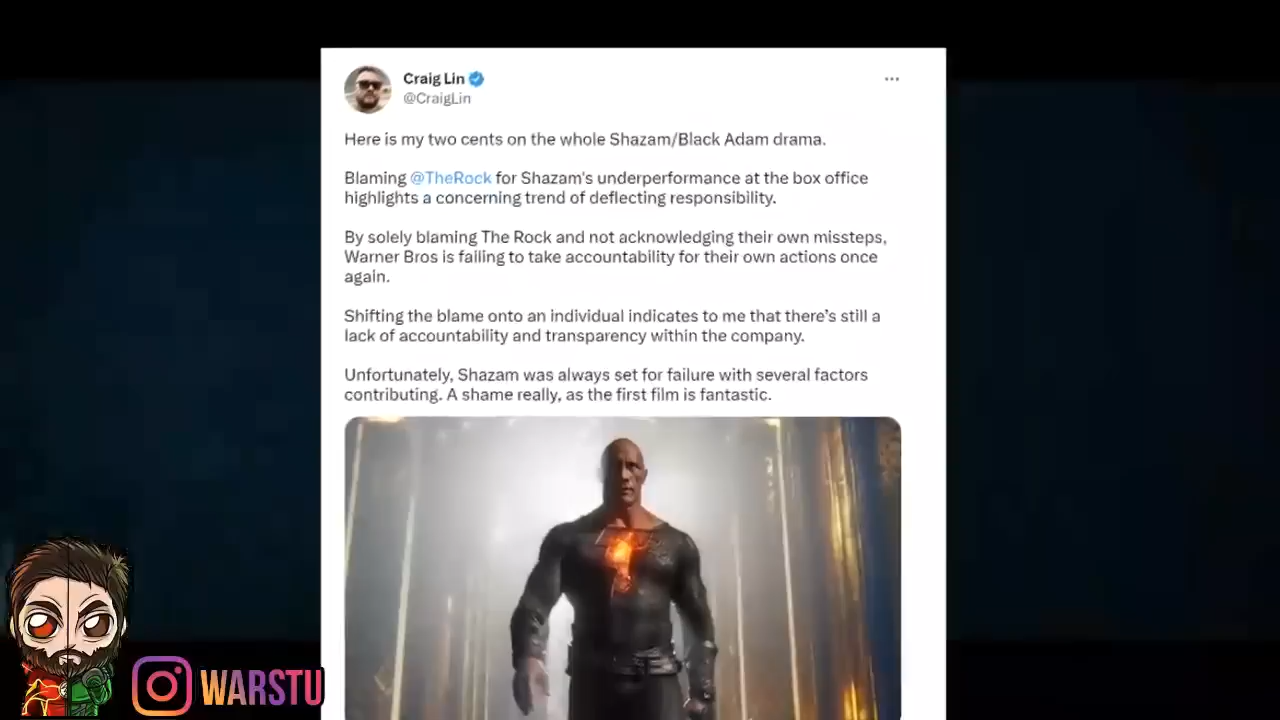 Craig Lin
@CraigLin
Here is my two cents on the whole Shazam/Black Adam drama.
Blaming @TheRock for Shazam's underperformance at the box office
highlights a concerning trend of deflecting responsibility.
By solely blaming The Rock and not acknowledging their own missteps,
Warner Bros is failing to take accountability for their own actions once
again.
Shifting the blame onto an individual indicates to me that there's still a
lack of accountability and transparency within the company.
Unfortunately, Shazam was always set for failure with several factors
contributing. A shame really, as the first film is fantastic.
WARSTU